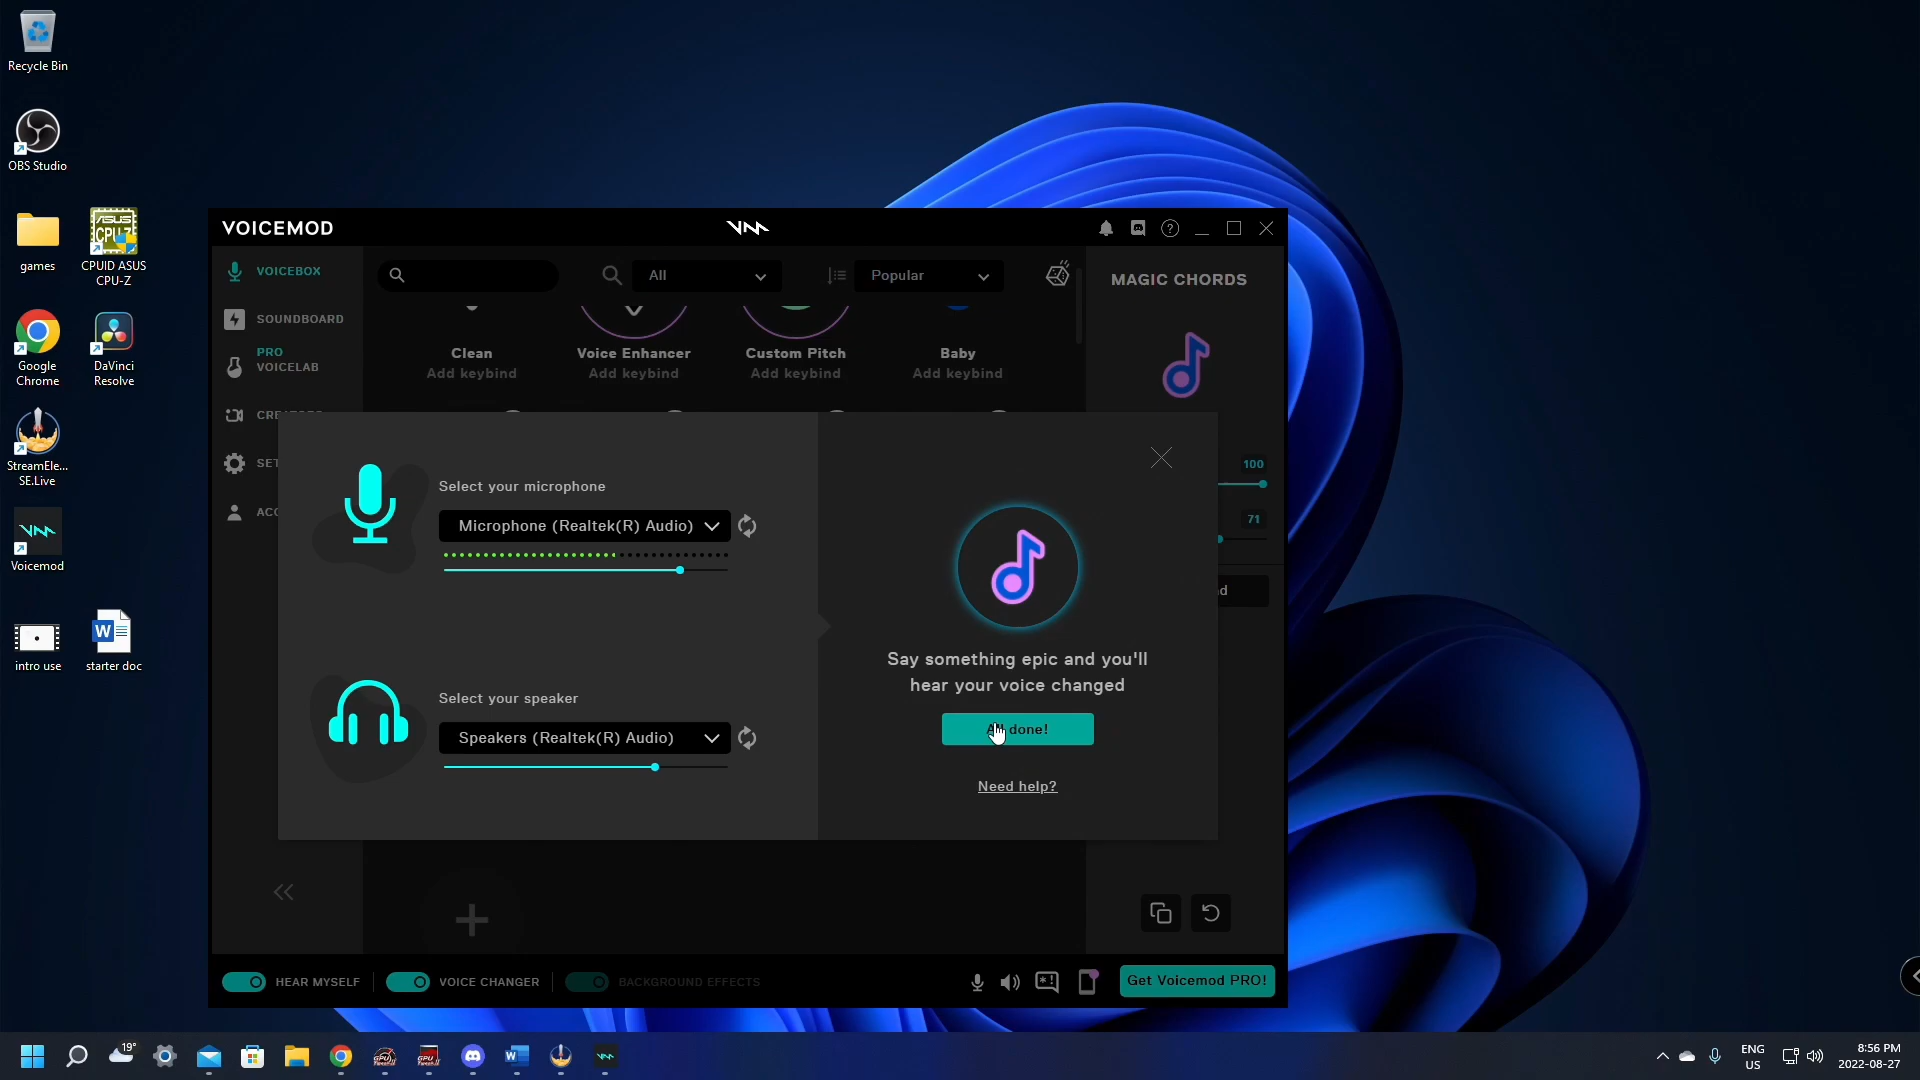 Recycle Bin
OBS Studio
games
CPUID ASUS
CPU-Z
Google
Chrome
DaVinci
Resolve
StreamEle...
SE.Live
Voicemod
intro use
starter doc
VOICEMOD
VOICEBOX
SOUNDBOARD
PRO
VOICELAB
All
Popular
MAGIC CHORDS
Clean
Add keybind
Voice Enhancer
Add keybind
Custom Pitch
Add keybind
Baby
Add keybind
100
71
Select your microphone
Microphone (Realtek(R) Audio)
Select your speaker
Speakers (Realtek(R) Audio)
Say something epic and you'll
hear your voice changed
All done!
Need help?
HEAR MYSELF
VOICE CHANGER
BACKGROUND EFFECTS
Get Voicemod PRO!
19°
ENG
US
8:56 PM
2022-08-27